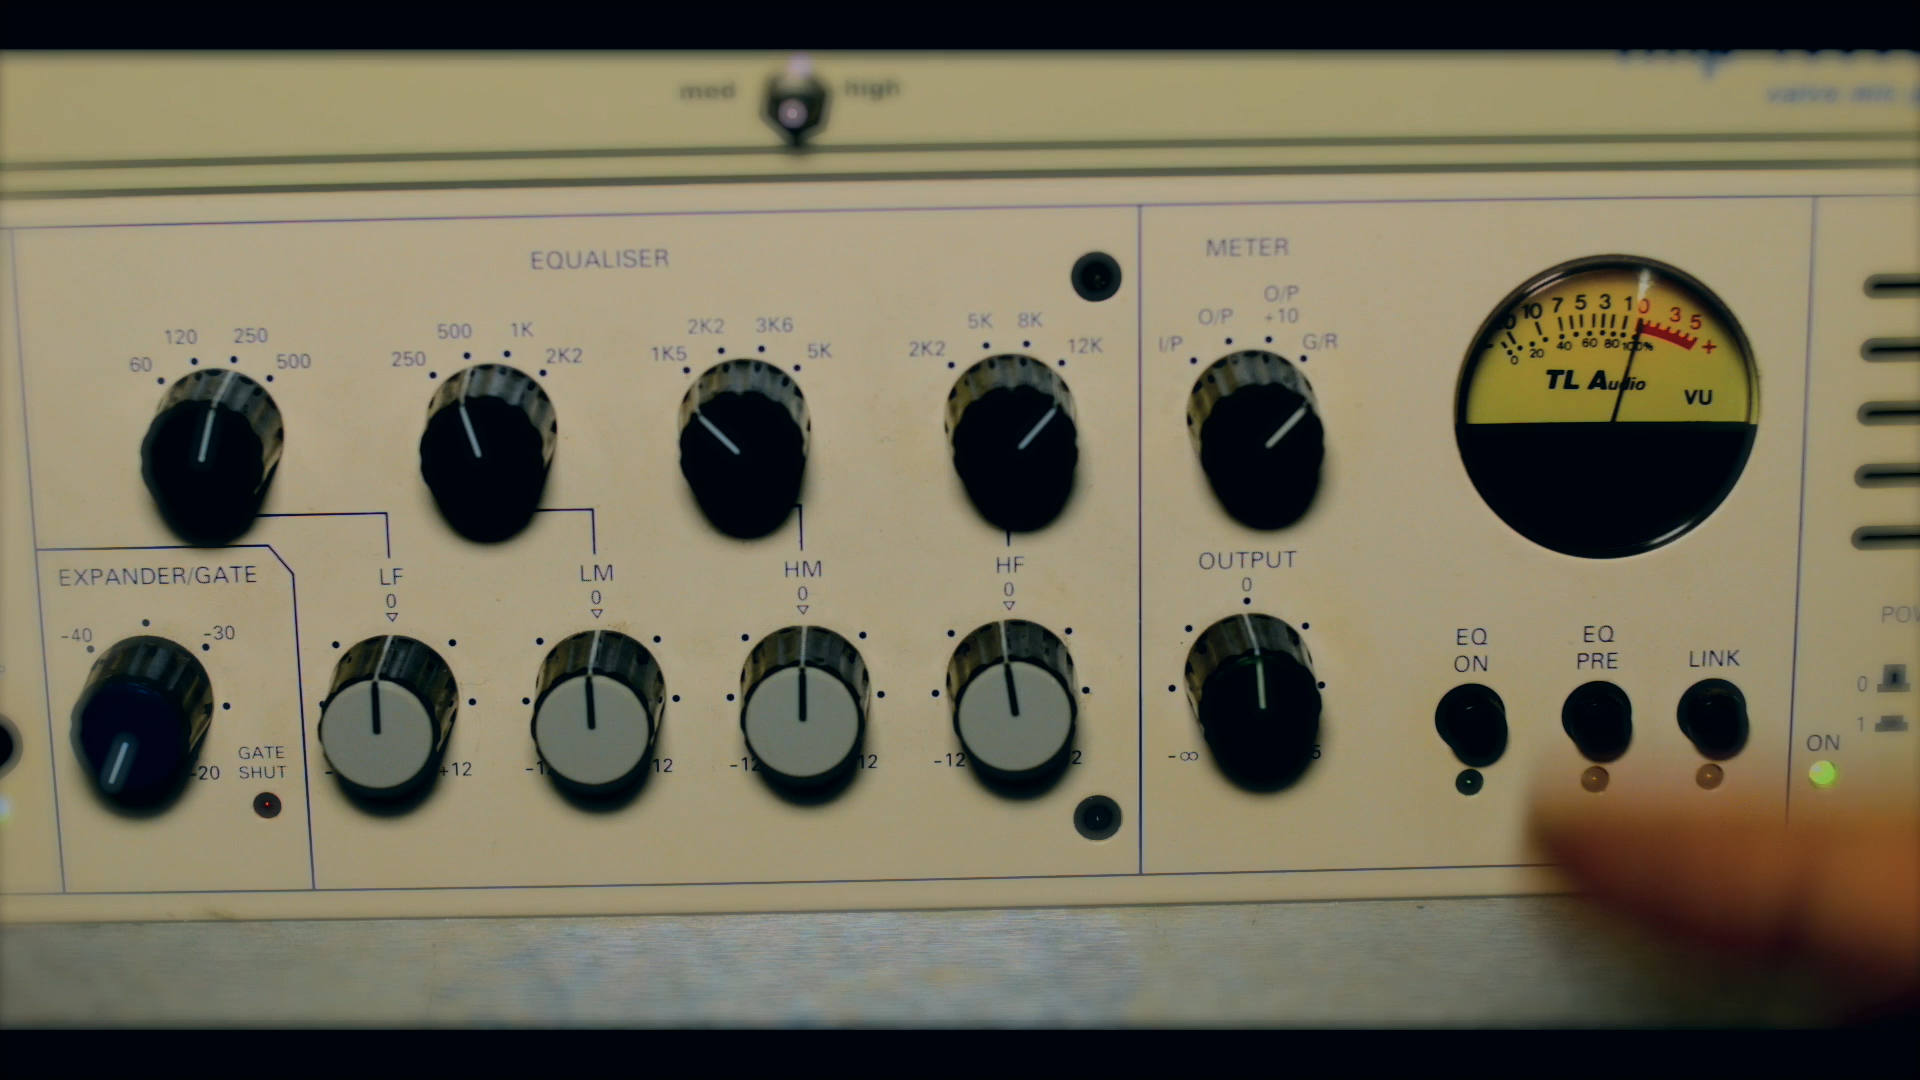 med high
valve mic
EQUALISER
METER
60 120 250 500
250 500 1K 2K2
1K5 2K2 3K6 5K
2K2 5K 8K 12K
I/P O/P O/P +10 G/R
10 7 5 3 1 0 3 5 +
0 20 40 60 80 100%
TL Audio
VU
EXPANDER/GATE
-40 -30
-20
GATE
SHUT
LF
0
+12
LM
0
12
HM
0
-12 12
HF
0
-12
OUTPUT
0
-∞
EQ
ON
EQ
PRE
LINK
0
1
ON